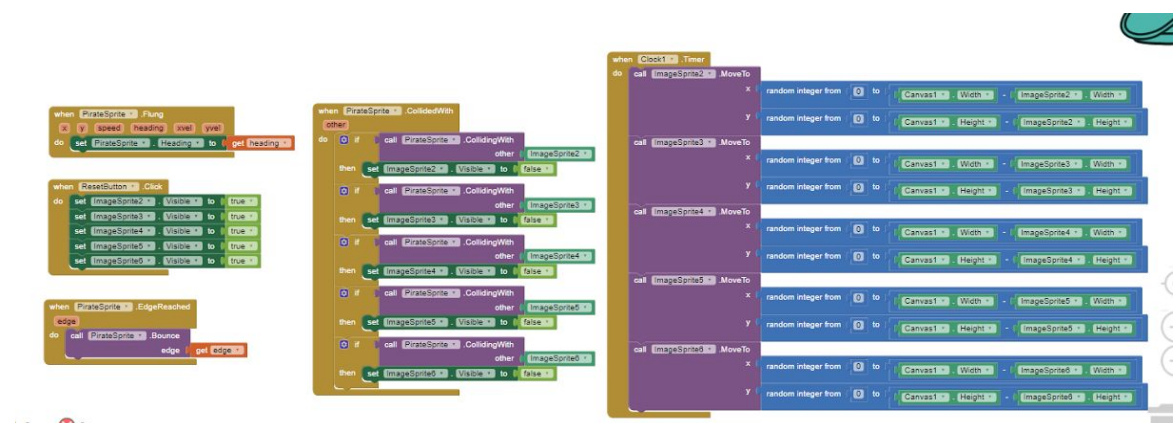 when PirateSprite .Flung
x y speed heading xvel yvel
do set PirateSprite . Heading to get heading
when ResetButton .Click
do set ImageSprite2 . Visible to true
set ImageSprite3 . Visible to true
set ImageSprite4 . Visible to true
set ImageSprite5 . Visible to true
set ImageSprite6 . Visible to true
when PirateSprite .EdgeReached
edge
do call PirateSprite .Bounce
edge get edge
when PirateSprite .CollidedWith
other
do if call PirateSprite .CollidingWith
other ImageSprite2
then set ImageSprite2 . Visible to false
if call PirateSprite .CollidingWith
other ImageSprite3
then set ImageSprite3 . Visible to false
if call PirateSprite .CollidingWith
other ImageSprite4
then set ImageSprite4 . Visible to false
if call PirateSprite .CollidingWith
other ImageSprite5
then set ImageSprite5 . Visible to false
if call PirateSprite .CollidingWith
other ImageSprite6
then set ImageSprite6 . Visible to false
when Clock1 .Timer
do call ImageSprite2 .MoveTo
x random integer from 0 to Canvas1 . Width - ImageSprite2 . Width
y random integer from 0 to Canvas1 . Height - ImageSprite2 . Height
call ImageSprite3 .MoveTo
x random integer from 0 to Canvas1 . Width - ImageSprite3 . Width
y random integer from 0 to Canvas1 . Height - ImageSprite3 . Height
call ImageSprite4 .MoveTo
x random integer from 0 to Canvas1 . Width - ImageSprite4 . Width
y random integer from 0 to Canvas1 . Height - ImageSprite4 . Height
call ImageSprite5 .MoveTo
x random integer from 0 to Canvas1 . Width - ImageSprite5 . Width
y random integer from 0 to Canvas1 . Height - ImageSprite6 . Height
call ImageSprite6 .MoveTo
x random integer from 0 to Canvas1 . Width - ImageSprite6 . Width
y random integer from 0 to Canvas1 . Height - ImageSprite6 . Height